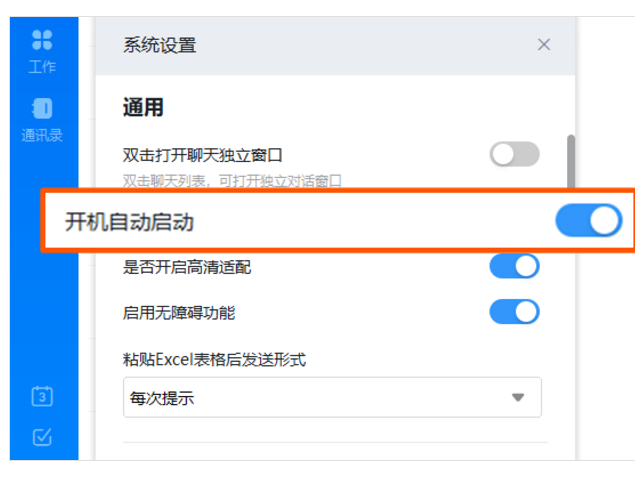 工作
通讯录
3
系统设置
通用
双击打开聊天独立窗口
双击聊天列表，可打开独立对话窗口
开机自动启动
是否开启高清适配
启用无障碍功能
粘贴Excel表格后发送形式
每次提示